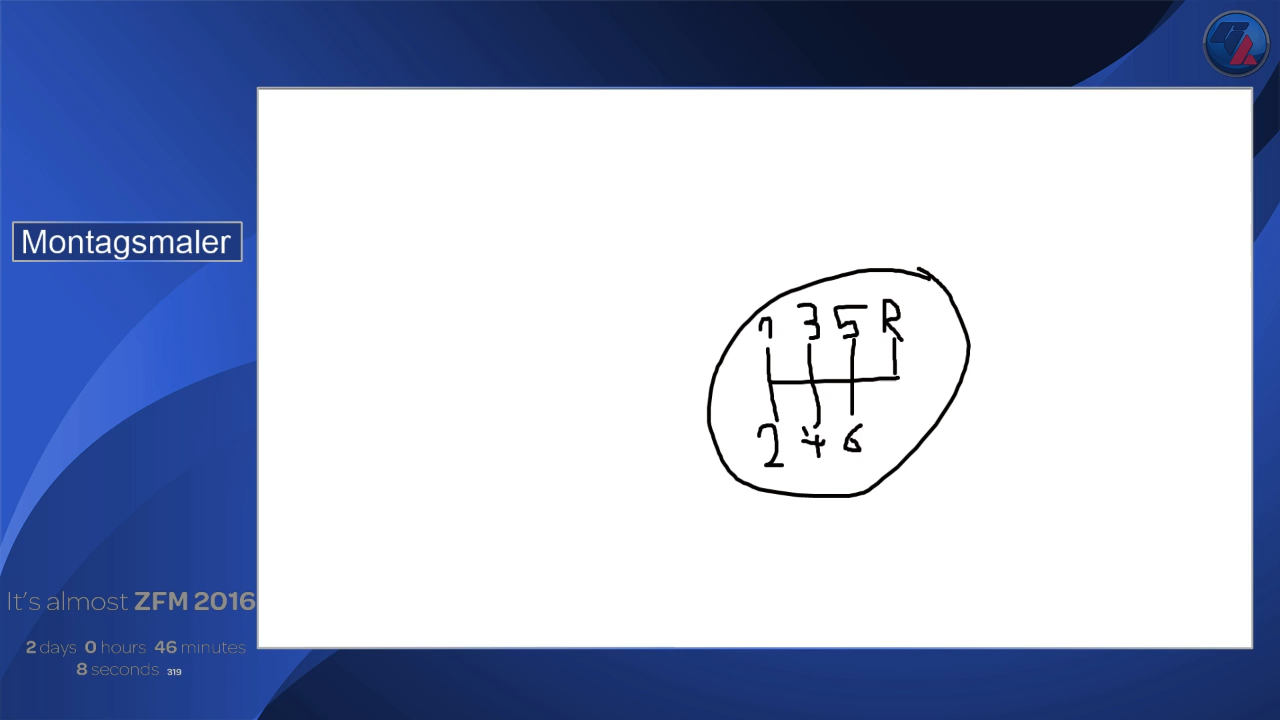 Montagsmaler
1 3 5 R
2 4 6
It's almost ZFM 2016
2 days 0 hours 46 minutes
8 seconds 319